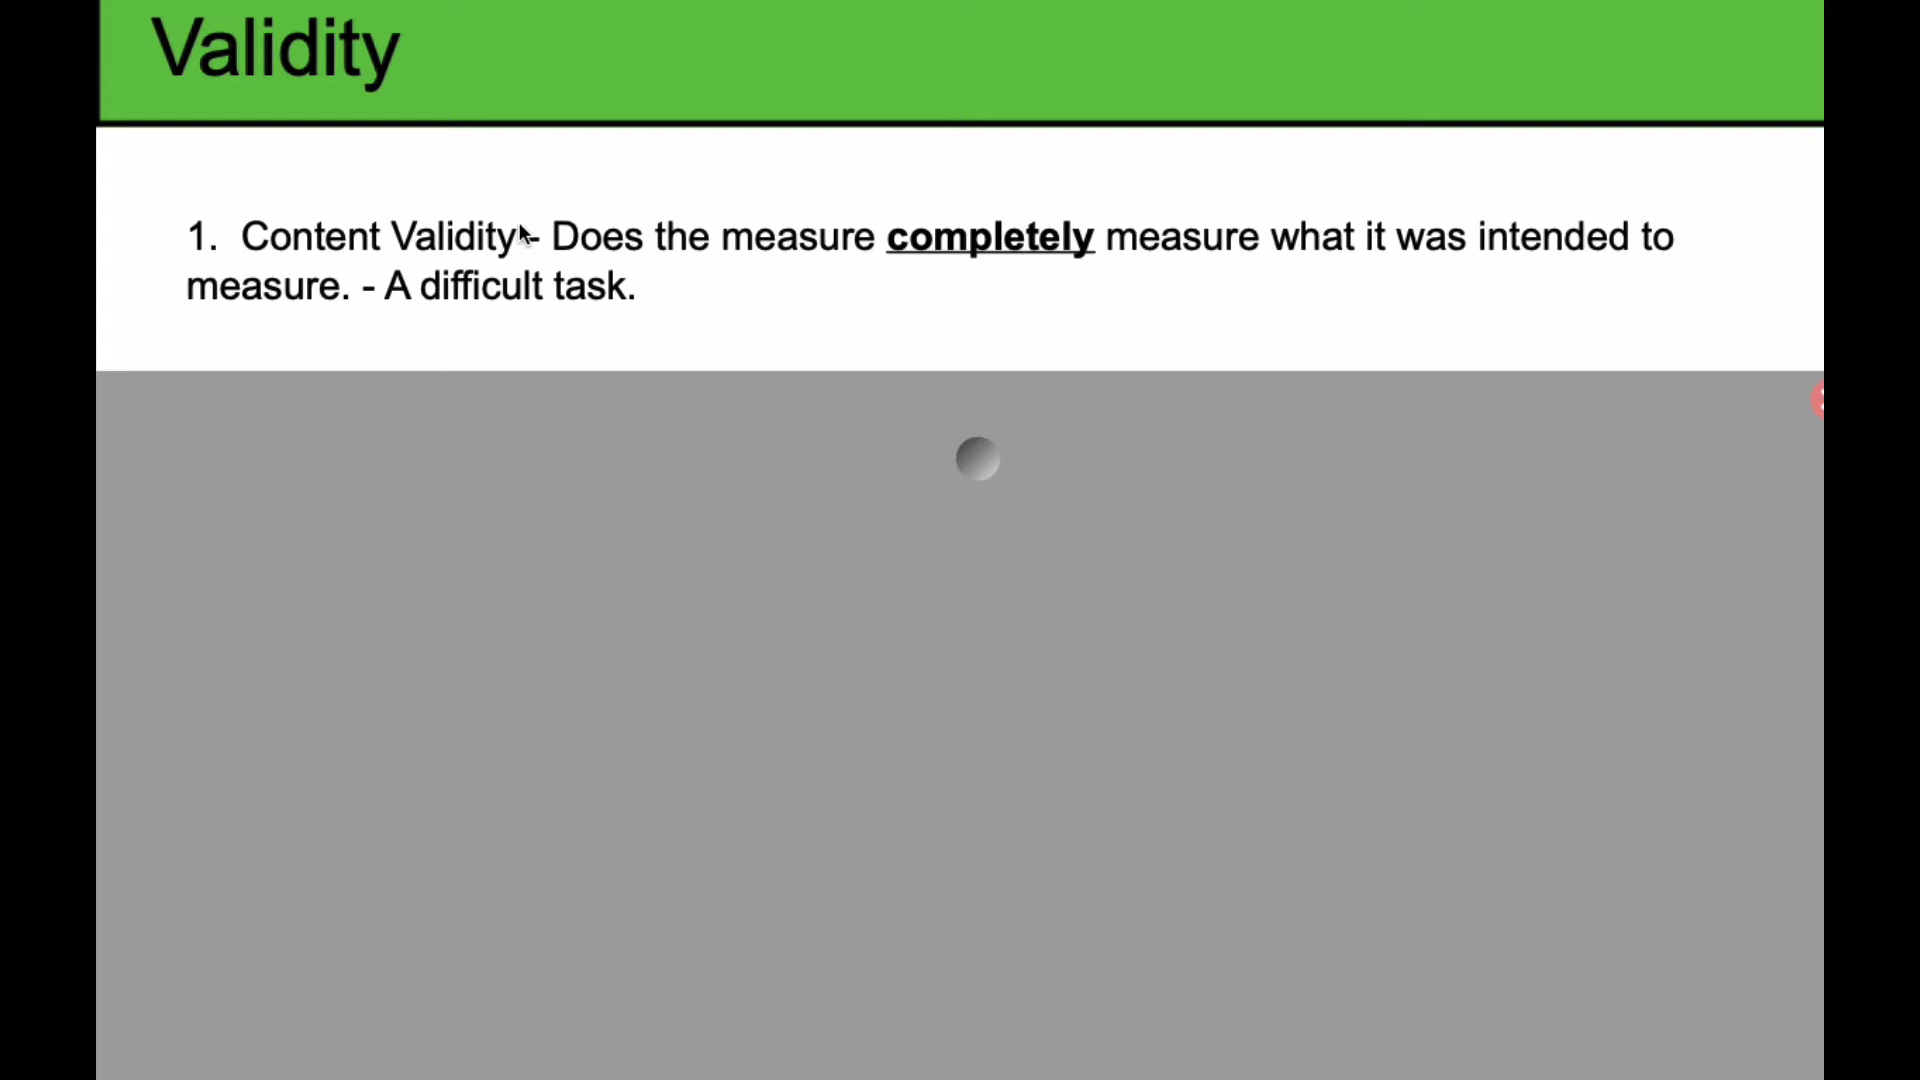 Validity
1. Content Validity - Does the measure completely measure what it was intended to
measure. - A difficult task.